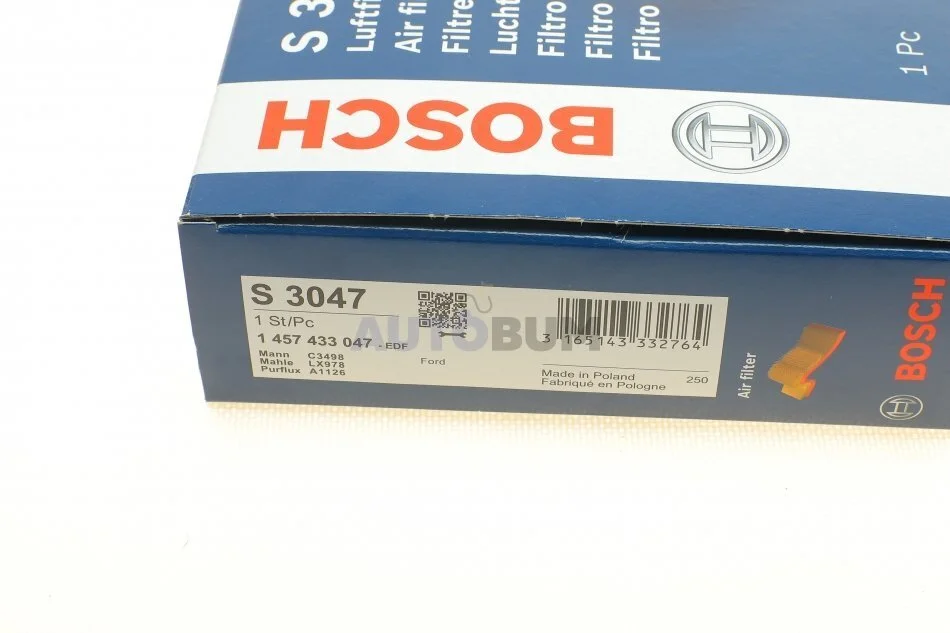 S 3
Luftfi
Air fi
Filtre
Lucht
Filtro
Filtro
Filtro
1 Pc
BOSCH
S 3047
1 St/Pc
1 457 433 047 - EDF
Mann C3498
Mahle LX978
Purflux A1126
Ford
3 165143 332764
Made in Poland
Fabriqué en Pologne
250
AUTOBUM
Air filter
BOSCH